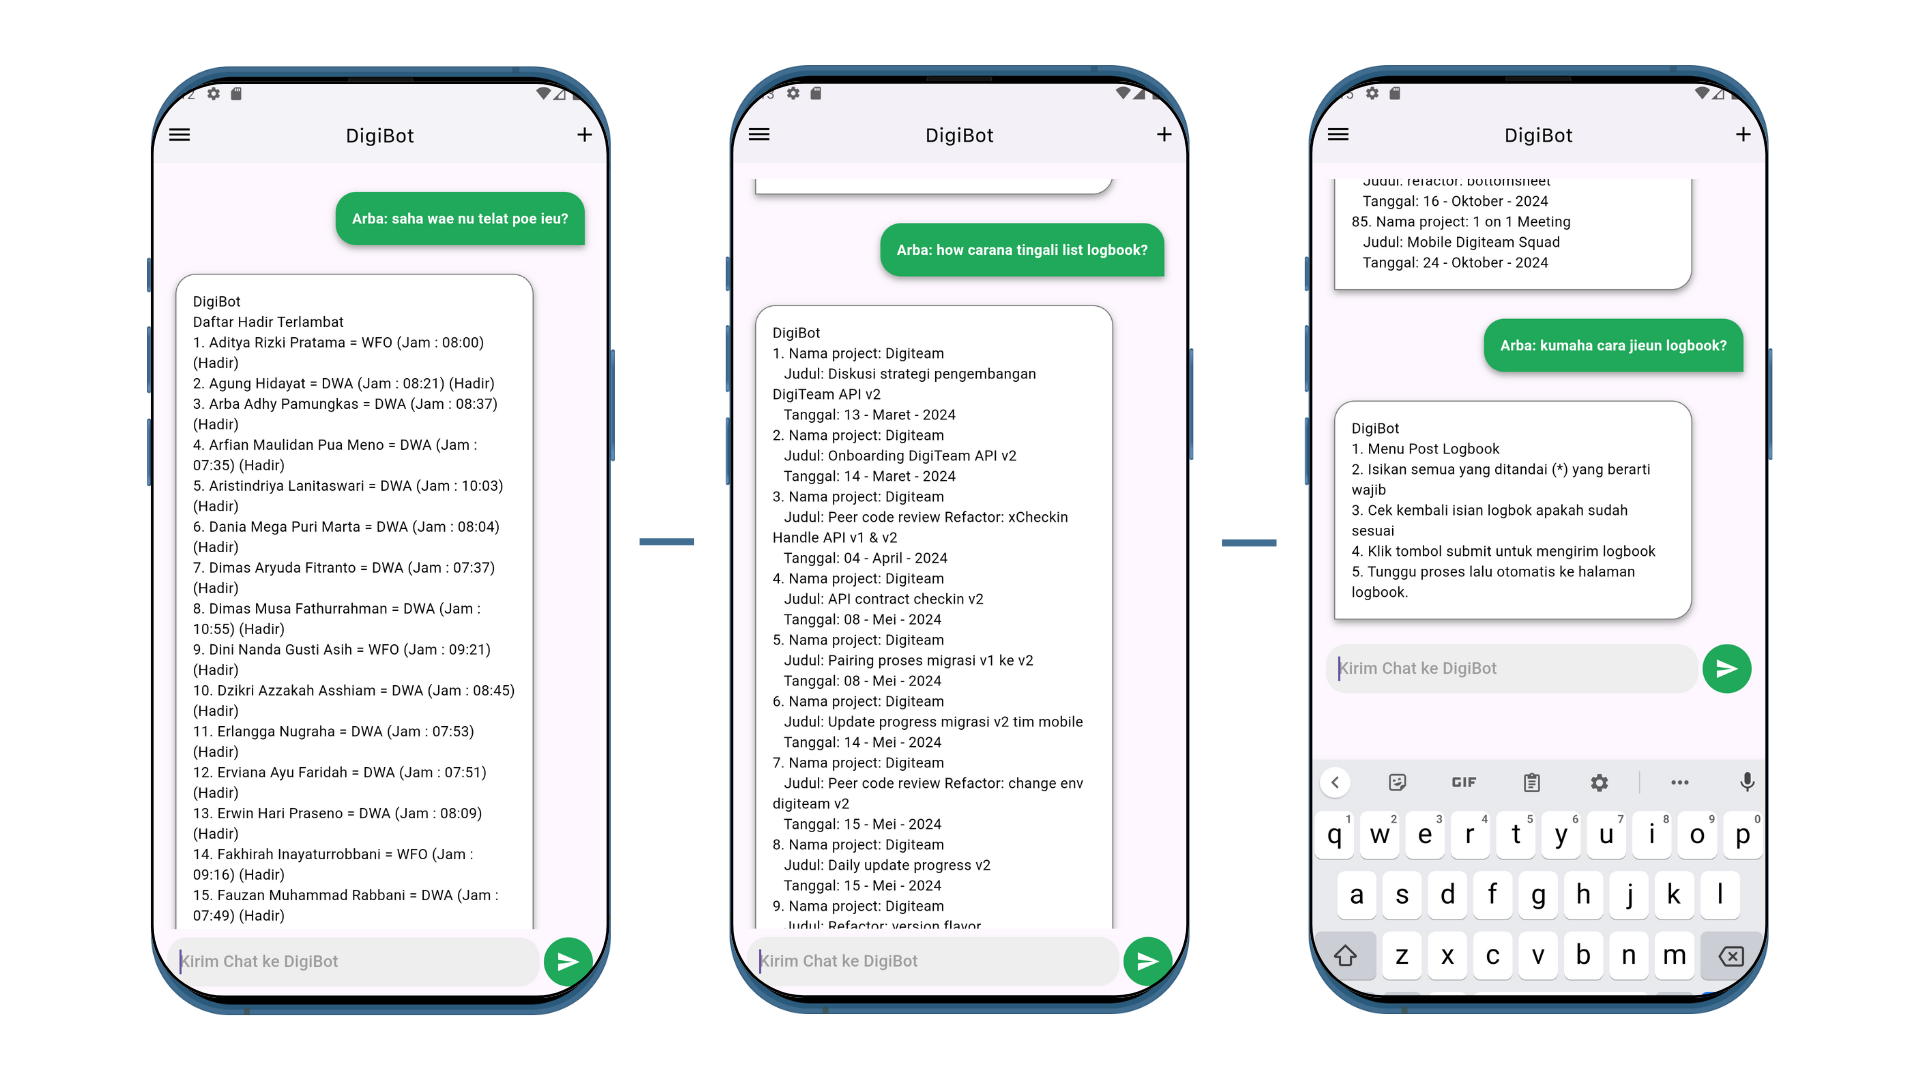 DigiBot
Arba: saha wae nu telat poe ieu?
DigiBot
Daftar Hadir Terlambat
1. Aditya Rizki Pratama = WFO (Jam : 08:00)
(Hadir)
2. Agung Hidayat = DWA (Jam : 08:21) (Hadir)
3. Arba Adhy Pamungkas = DWA (Jam : 08:37)
(Hadir)
4. Arfian Maulidan Pua Meno = DWA (Jam :
07:35) (Hadir)
5. Aristindriya Lanitaswari = DWA (Jam : 10:03)
(Hadir)
6. Dania Mega Puri Marta = DWA (Jam : 08:04)
(Hadir)
7. Dimas Aryuda Fitranto = DWA (Jam : 07:37)
(Hadir)
8. Dimas Musa Fathurrahman = DWA (Jam :
10:55) (Hadir)
9. Dini Nanda Gusti Asih = WFO (Jam : 09:21)
(Hadir)
10. Dzikri Azzakah Asshiam = DWA (Jam : 08:45)
(Hadir)
11. Erlangga Nugraha = DWA (Jam : 07:53)
(Hadir)
12. Erviana Ayu Faridah = DWA (Jam : 07:51)
(Hadir)
13. Erwin Hari Praseno = DWA (Jam : 08:09)
(Hadir)
14. Fakhirah Inayaturrobbani = WFO (Jam :
09:16) (Hadir)
15. Fauzan Muhammad Rabbani = DWA (Jam :
07:49) (Hadir)
Kirim Chat ke DigiBot
DigiBot
Arba: how carana tingali list logbook?
DigiBot
1. Nama project: Digiteam
Judul: Diskusi strategi pengembangan
DigiTeam API v2
Tanggal: 13 - Maret - 2024
2. Nama project: Digiteam
Judul: Onboarding DigiTeam API v2
Tanggal: 14 - Maret - 2024
3. Nama project: Digiteam
Judul: Peer code review Refactor: xCheckin
Handle API v1 & v2
Tanggal: 04 - April - 2024
4. Nama project: Digiteam
Judul: API contract checkin v2
Tanggal: 08 - Mei - 2024
5. Nama project: Digiteam
Judul: Pairing proses migrasi v1 ke v2
Tanggal: 08 - Mei - 2024
6. Nama project: Digiteam
Judul: Update progress migrasi v2 tim mobile
Tanggal: 14 - Mei - 2024
7. Nama project: Digiteam
Judul: Peer code review Refactor: change env
digiteam v2
Tanggal: 15 - Mei - 2024
8. Nama project: Digiteam
Judul: Daily update progress v2
Tanggal: 15 - Mei - 2024
9. Nama project: Digiteam
Judul: Refactor: version flavor
Kirim Chat ke DigiBot
DigiBot
Judul: refactor: bottomsheet
Tanggal: 16 - Oktober - 2024
85. Nama project: 1 on 1 Meeting
Judul: Mobile Digiteam Squad
Tanggal: 24 - Oktober - 2024
Arba: kumaha cara jieun logbook?
DigiBot
1. Menu Post Logbook
2. Isikan semua yang ditandai (*) yang berarti
wajib
3. Cek kembali isian logbok apakah sudah
sesuai
4. Klik tombol submit untuk mengirim logbook
5. Tunggu proses lalu otomatis ke halaman
logbook.
Kirim Chat ke DigiBot
GIF
q1 w2 e3 r4 t5 y6 u7 i8 o9 p0
a s d f g h j k l
z x c v b n m